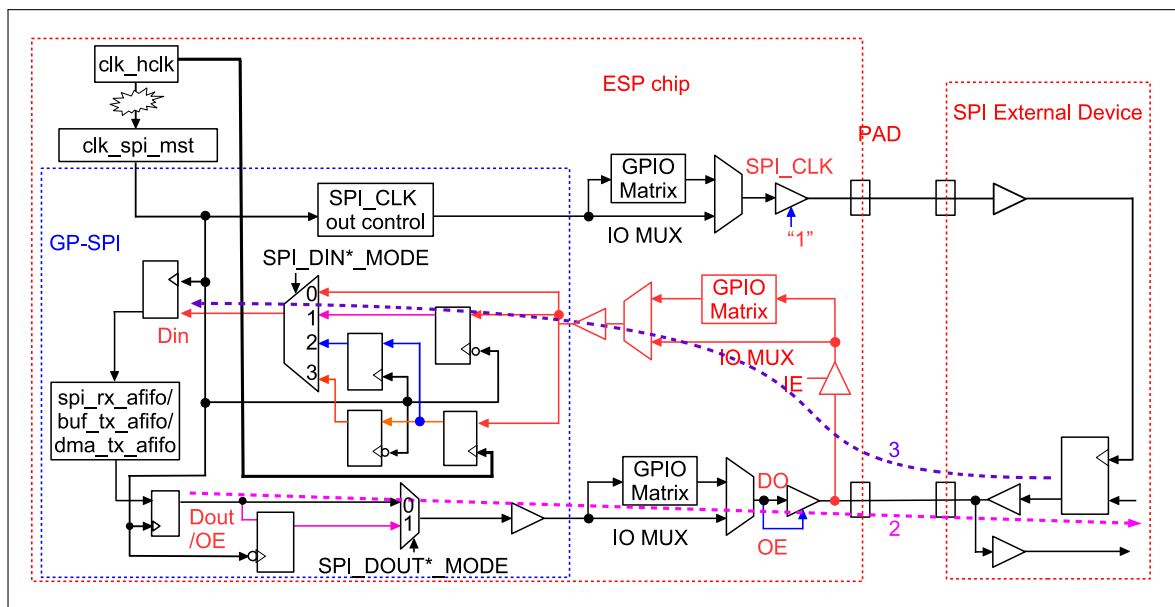 clk_hclk
ESP chip
clk_spi_mst
PAD
SPI External Device
GPIO
Matrix
SPI_CLK
SPI_CLK
out control
IO MUX
“1”
GP-SPI
SPI_DIN*_MODE
0
1
2
3
Din
GPIO
Matrix
IO MUX
IE
spi_rx_afifo/
buf_tx_afifo/
dma_tx_afifo
3
GPIO
Matrix
DO
0
1
Dout
/OE
2
IO MUX
OE
SPI_DOUT*_MODE